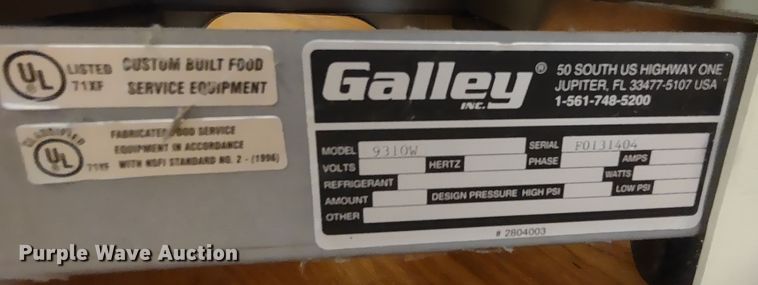 UL
®
LISTED
71XF
CUSTOM BUILT FOOD
SERVICE EQUIPMENT
CLASSIFIED
UL
71XF
FABRICATED FOOD SERVICE
EQUIPMENT IN ACCORDANCE
WITH NSFI STANDARD NO. 2 - (1996)
Galley®
INC.
50 SOUTH US HIGHWAY ONE
JUPITER, FL 33477-5107 USA
1-561-748-5200
MODEL 9310W SERIAL F0131404
VOLTS HERTZ PHASE AMPS
REFRIGERANT WATTS
AMOUNT DESIGN PRESSURE HIGH PSI LOW PSI
OTHER
# 2804003
Purple Wave Auction